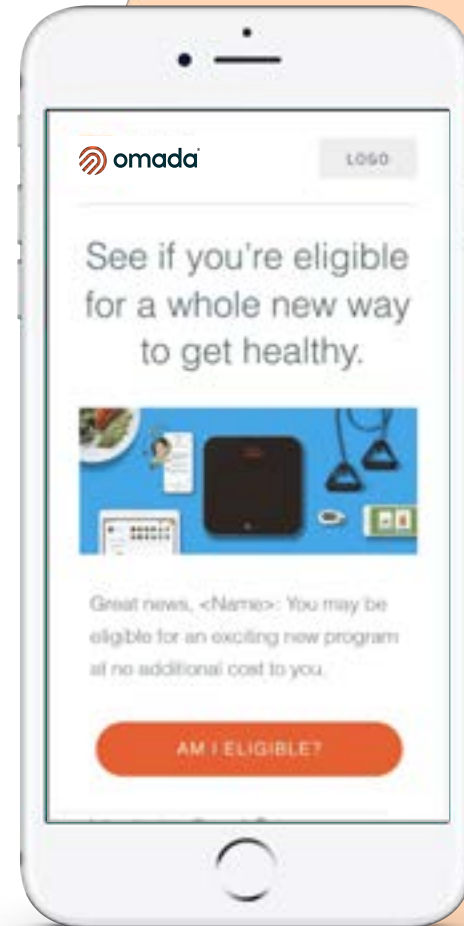 omada
LOGO
See if you're eligible
for a whole new way
to get healthy.
Great news, <Name>: You may be
eligible for an exciting new program
at no additional cost to you.
AM I ELIGIBLE?